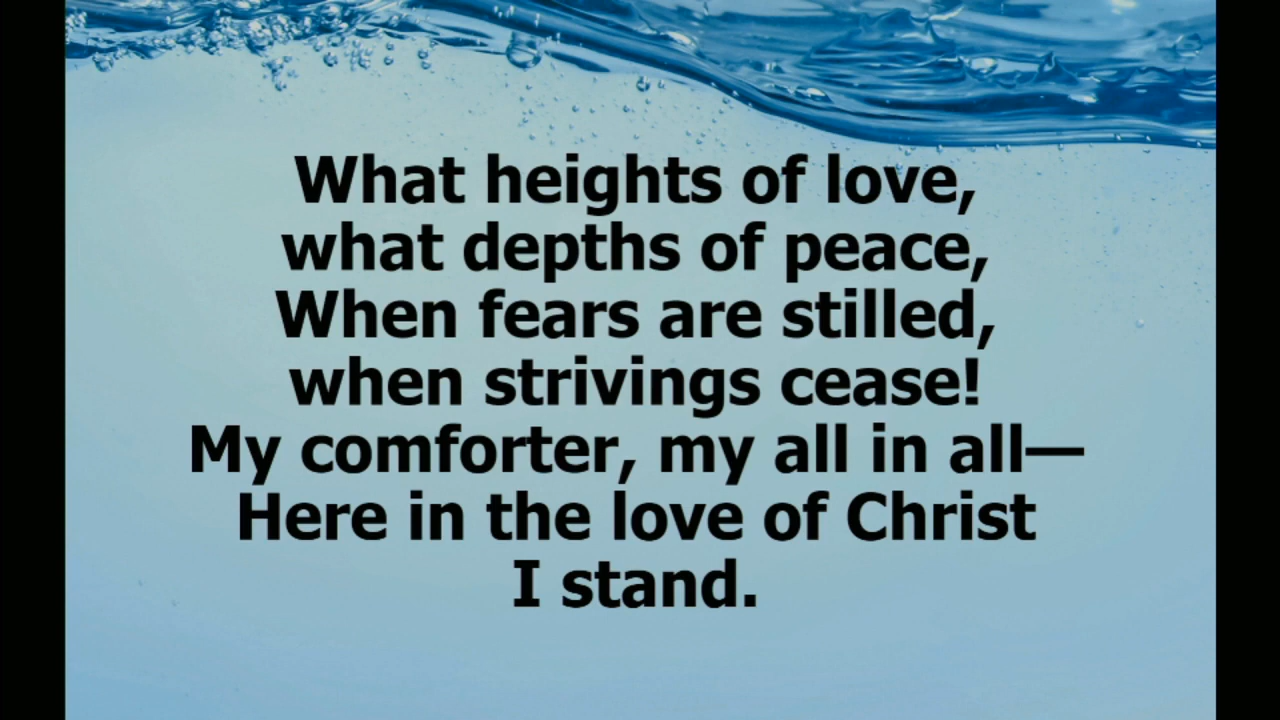 What heights of love,
what depths of peace,
When fears are stilled,
when strivings cease!
My comforter, my all in all—
Here in the love of Christ
I stand.